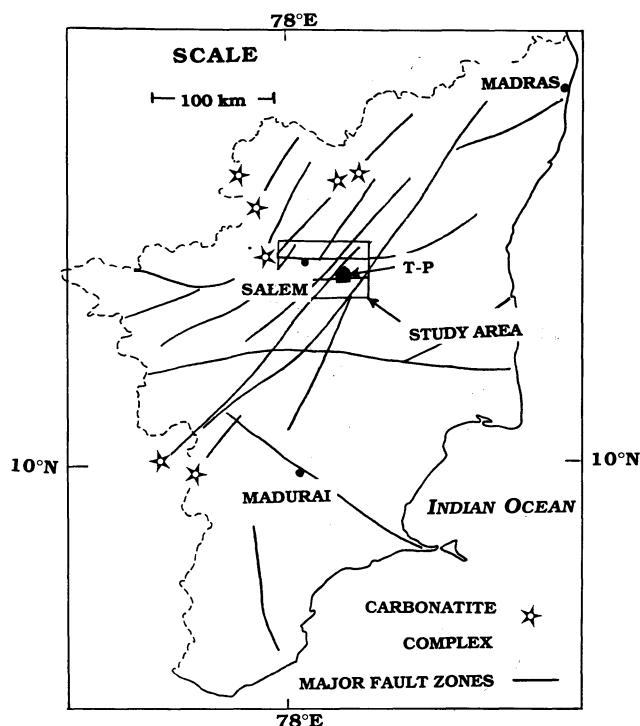 78°E
SCALE
100 km
MADRAS
T-P
SALEM
STUDY AREA
10°N
10°N
MADURAI
INDIAN OCEAN
CARBONATITE
COMPLEX
MAJOR FAULT ZONES
78°E